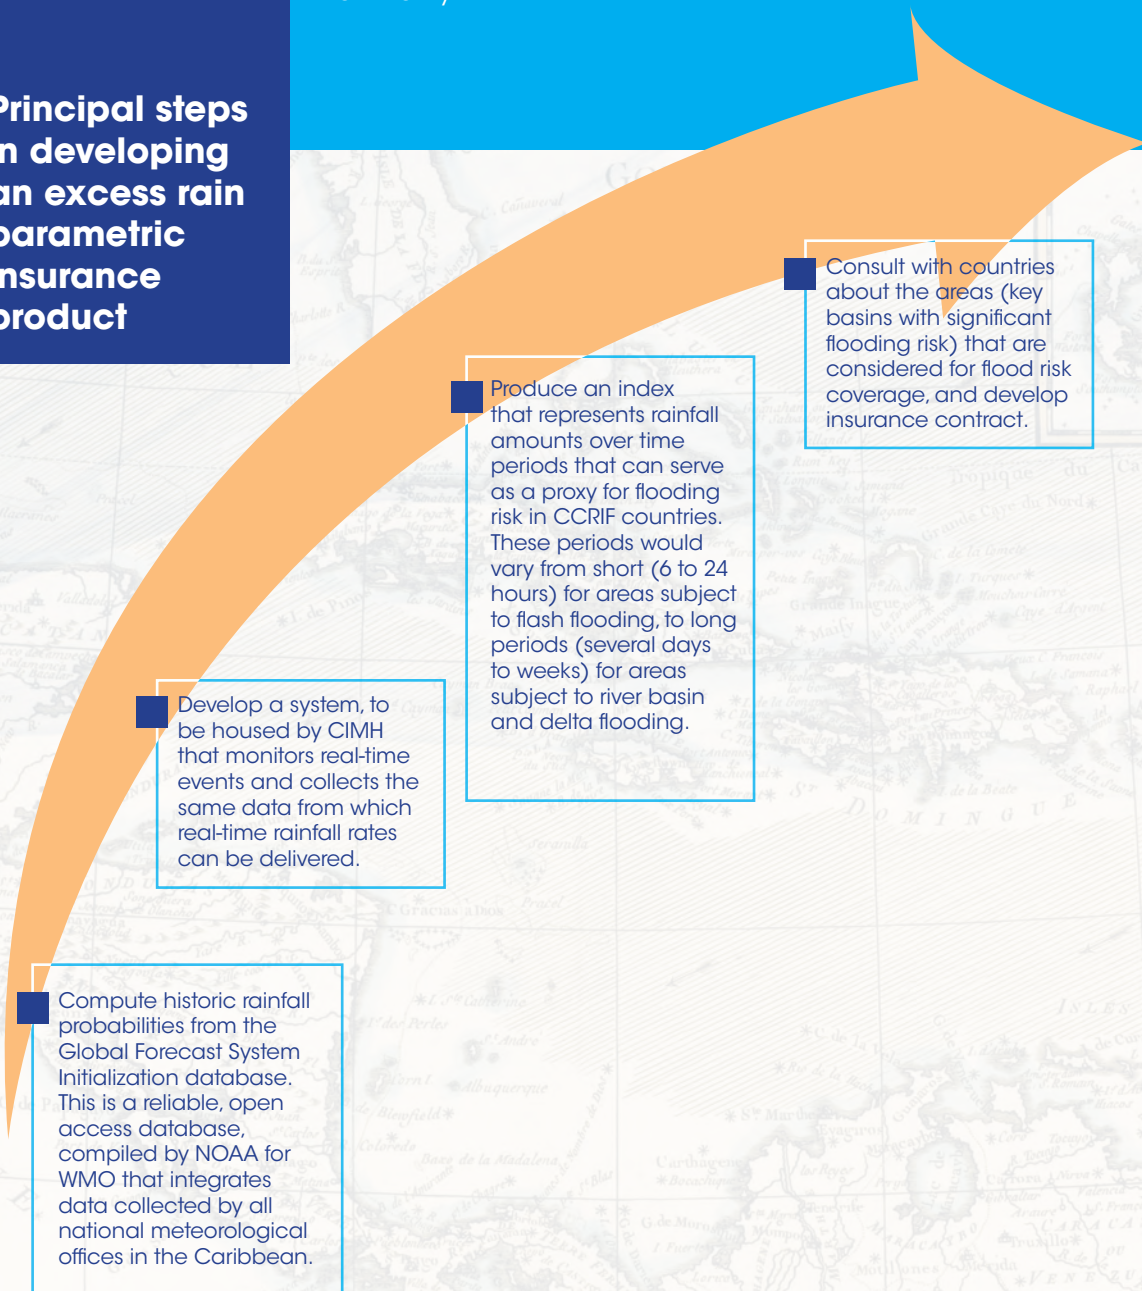 Principal steps
in developing
an excess rain
parametric
insurance
product
Consult with countries
about the areas (key
basins with significant
flooding risk) that are
considered for flood risk
coverage, and develop
insurance contract.
Produce an index
that represents rainfall
amounts over time
periods that can serve
as a proxy for flooding
risk in CCRIF countries.
These periods would
vary from short (6 to 24
hours) for areas subject
to flash flooding, to long
periods (several days
to weeks) for areas
subject to river basin
and delta flooding.
Develop a system, to
be housed by CIMH
that monitors real-time
events and collects the
same data from which
real-time rainfall rates
can be delivered.
Compute historic rainfall
probabilities from the
Global Forecast System
Initialization database.
This is a reliable, open
access database,
compiled by NOAA for
WMO that integrates
data collected by all
national meteorological
offices in the Caribbean.